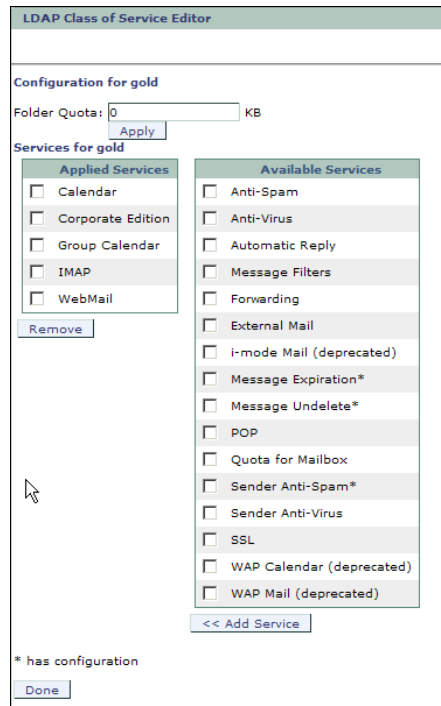 LDAP Class of Service Editor
Configuration for gold
Folder Quota: 0 KB
Apply
Services for gold
Applied Services
Calendar
Corporate Edition
Group Calendar
IMAP
WebMail
Remove
Available Services
Anti-Spam
Anti-Virus
Automatic Reply
Message Filters
Forwarding
External Mail
i-mode Mail (deprecated)
Message Expiration*
Message Undelete*
POP
Quota for Mailbox
Sender Anti-Spam*
Sender Anti-Virus
SSL
WAP Calendar (deprecated)
WAP Mail (deprecated)
<< Add Service
* has configuration
Done